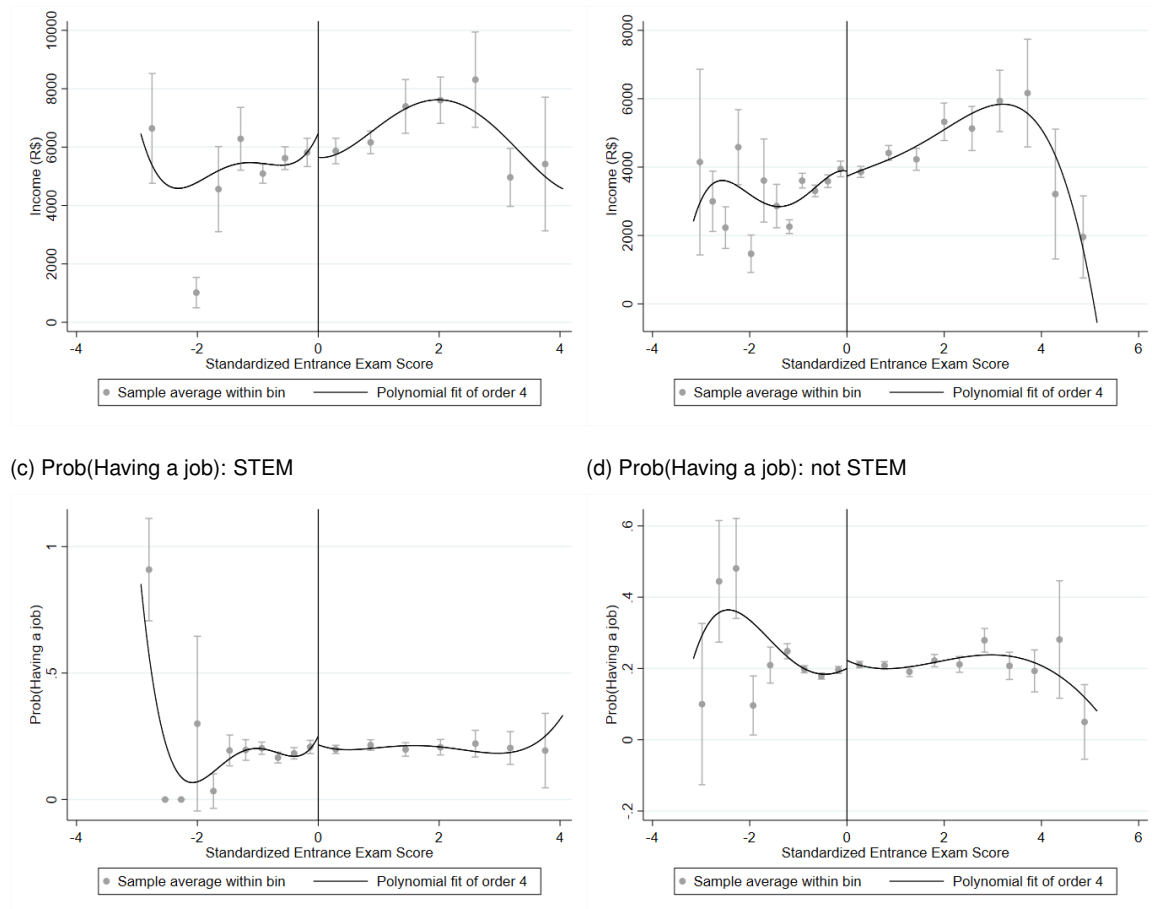 Income (R$)
0
2000
4000
6000
8000
10000
-4
-2
0
2
4
Standardized Entrance Exam Score
Sample average within bin
Polynomial fit of order 4
Income (R$)
0
2000
4000
6000
8000
-4
-2
0
2
4
6
Standardized Entrance Exam Score
Sample average within bin
Polynomial fit of order 4
(c) Prob(Having a job): STEM
Prob(Having a job)
0
.5
1
-4
-2
0
2
4
Standardized Entrance Exam Score
Sample average within bin
Polynomial fit of order 4
(d) Prob(Having a job): not STEM
Prob(Having a job)
-.2
0
.2
.4
.6
-4
-2
0
2
4
6
Standardized Entrance Exam Score
Sample average within bin
Polynomial fit of order 4